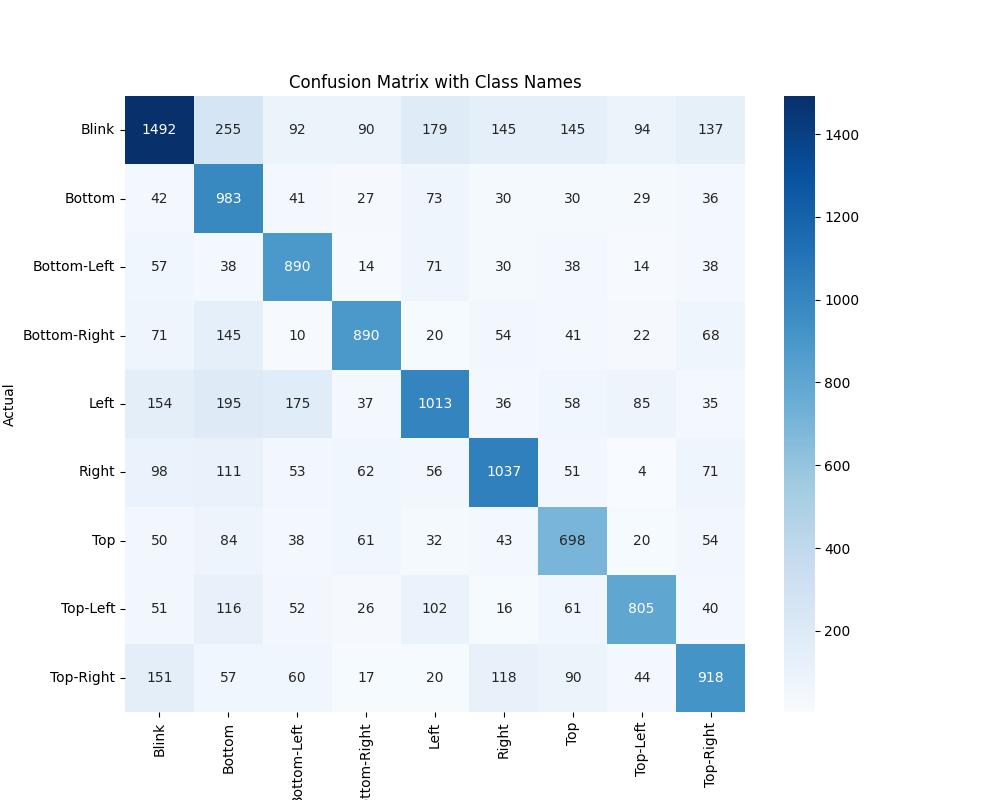 Confusion Matrix with Class Names
Actual
Blink 1492 255 92 90 179 145 145 94 137
Bottom 42 983 41 27 73 30 30 29 36
Bottom-Left 57 38 890 14 71 30 38 14 38
Bottom-Right 71 145 10 890 20 54 41 22 68
Left 154 195 175 37 1013 36 58 85 35
Right 98 111 53 62 56 1037 51 4 71
Top 50 84 38 61 32 43 698 20 54
Top-Left 51 116 52 26 102 16 61 805 40
Top-Right 151 57 60 17 20 118 90 44 918
Blink Bottom ottom-Left ttom-Right Left Right Top Top-Left Top-Right
1400
1200
1000
800
600
400
200